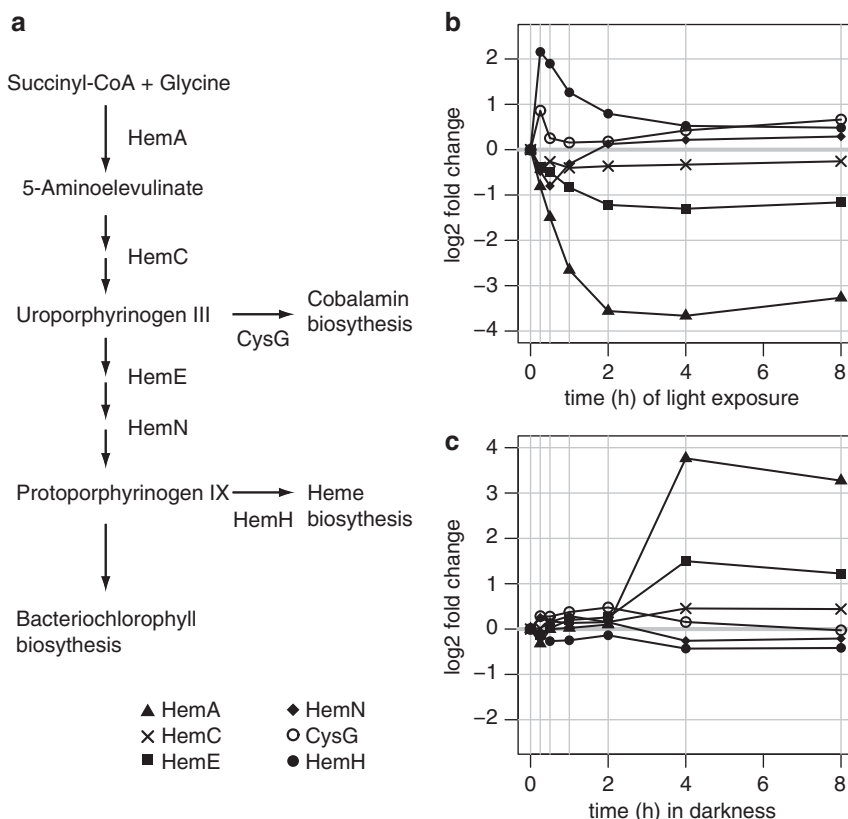 a
Succinyl-CoA + Glycine
HemA
5-Aminoelevulinate
HemC
Uroporphyrinogen III
CysG
Cobalamin
biosythesis
HemE
HemN
Protoporphyrinogen IX
HemH
Heme
biosythesis
Bacteriochlorophyll
biosythesis
HemA
HemC
HemE
HemN
CysG
HemH
b
log2 fold change
2
1
0
−1
−2
−3
−4
0 2 4 6 8
time (h) of light exposure
c
log2 fold change
4
3
2
1
0
−1
−2
0 2 4 6 8
time (h) in darkness